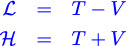 ℒ = T − V
ℋ = T + V